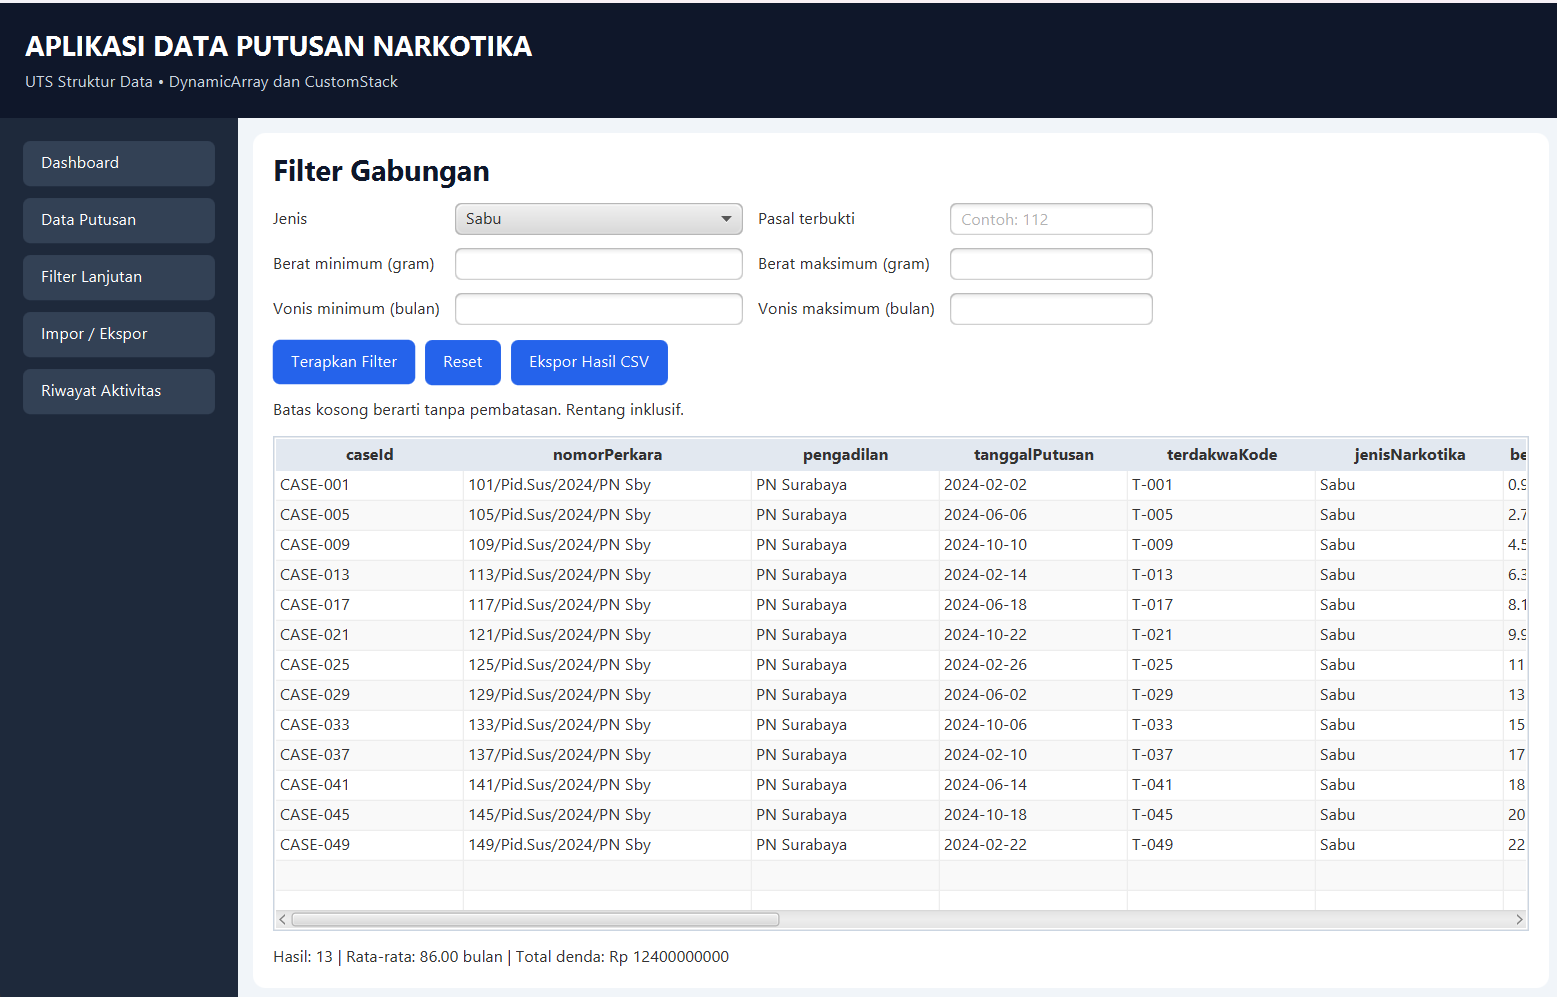 APLIKASI DATA PUTUSAN NARKOTIKA
UTS Struktur Data • DynamicArray dan CustomStack
Dashboard
Data Putusan
Filter Lanjutan
Impor / Ekspor
Riwayat Aktivitas
Filter Gabungan
Jenis Sabu Pasal terbukti Contoh: 112
Berat minimum (gram) Berat maksimum (gram)
Vonis minimum (bulan) Vonis maksimum (bulan)
Terapkan Filter Reset Ekspor Hasil CSV
Batas kosong berarti tanpa pembatasan. Rentang inklusif.
caseId nomorPerkara pengadilan tanggalPutusan terdakwaKode jenisNarkotika be
CASE-001 101/Pid.Sus/2024/PN Sby PN Surabaya 2024-02-02 T-001 Sabu 0.9
CASE-005 105/Pid.Sus/2024/PN Sby PN Surabaya 2024-06-06 T-005 Sabu 2.7
CASE-009 109/Pid.Sus/2024/PN Sby PN Surabaya 2024-10-10 T-009 Sabu 4.5
CASE-013 113/Pid.Sus/2024/PN Sby PN Surabaya 2024-02-14 T-013 Sabu 6.3
CASE-017 117/Pid.Sus/2024/PN Sby PN Surabaya 2024-06-18 T-017 Sabu 8.1
CASE-021 121/Pid.Sus/2024/PN Sby PN Surabaya 2024-10-22 T-021 Sabu 9.9
CASE-025 125/Pid.Sus/2024/PN Sby PN Surabaya 2024-02-26 T-025 Sabu 11
CASE-029 129/Pid.Sus/2024/PN Sby PN Surabaya 2024-06-02 T-029 Sabu 13
CASE-033 133/Pid.Sus/2024/PN Sby PN Surabaya 2024-10-06 T-033 Sabu 15
CASE-037 137/Pid.Sus/2024/PN Sby PN Surabaya 2024-02-10 T-037 Sabu 17
CASE-041 141/Pid.Sus/2024/PN Sby PN Surabaya 2024-06-14 T-041 Sabu 18
CASE-045 145/Pid.Sus/2024/PN Sby PN Surabaya 2024-10-18 T-045 Sabu 20
CASE-049 149/Pid.Sus/2024/PN Sby PN Surabaya 2024-02-22 T-049 Sabu 22
Hasil: 13 | Rata-rata: 86.00 bulan | Total denda: Rp 12400000000